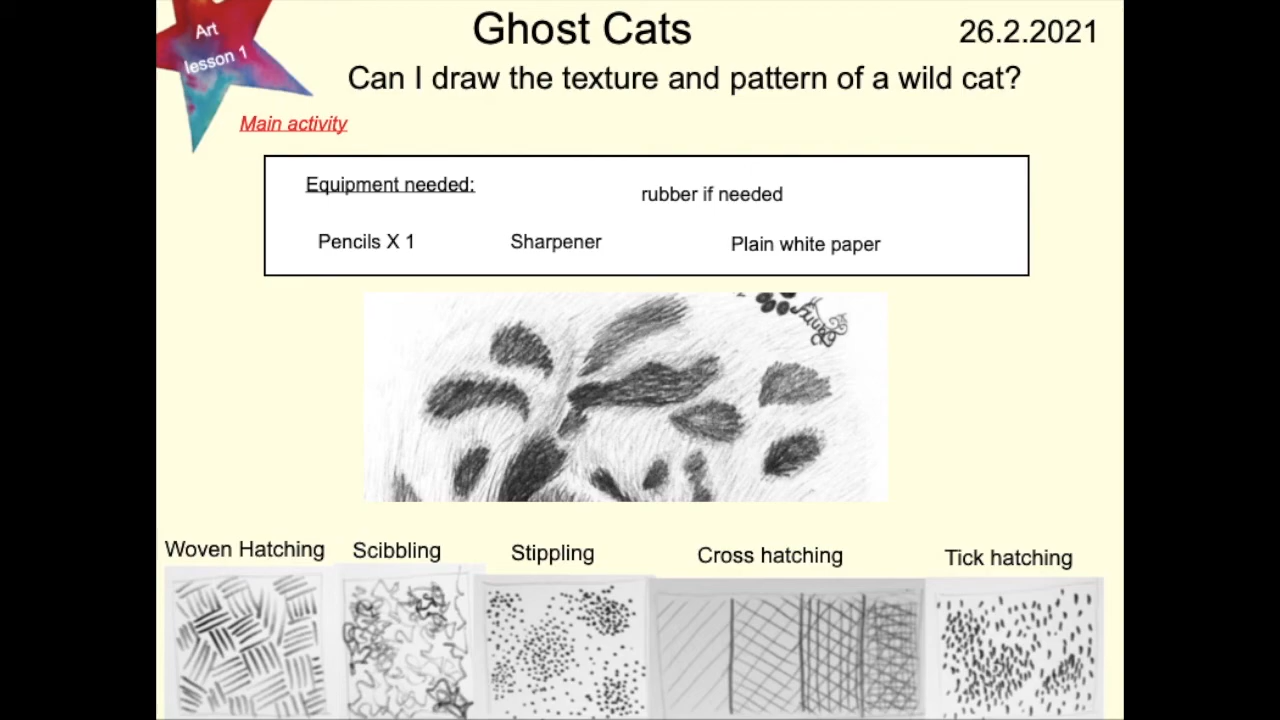 Art
lesson 1
Ghost Cats
26.2.2021
Can I draw the texture and pattern of a wild cat?
Main activity
Equipment needed:
rubber if needed
Pencils X 1
Sharpener
Plain white paper
Woven Hatching
Scibbling
Stippling
Cross hatching
Tick hatching